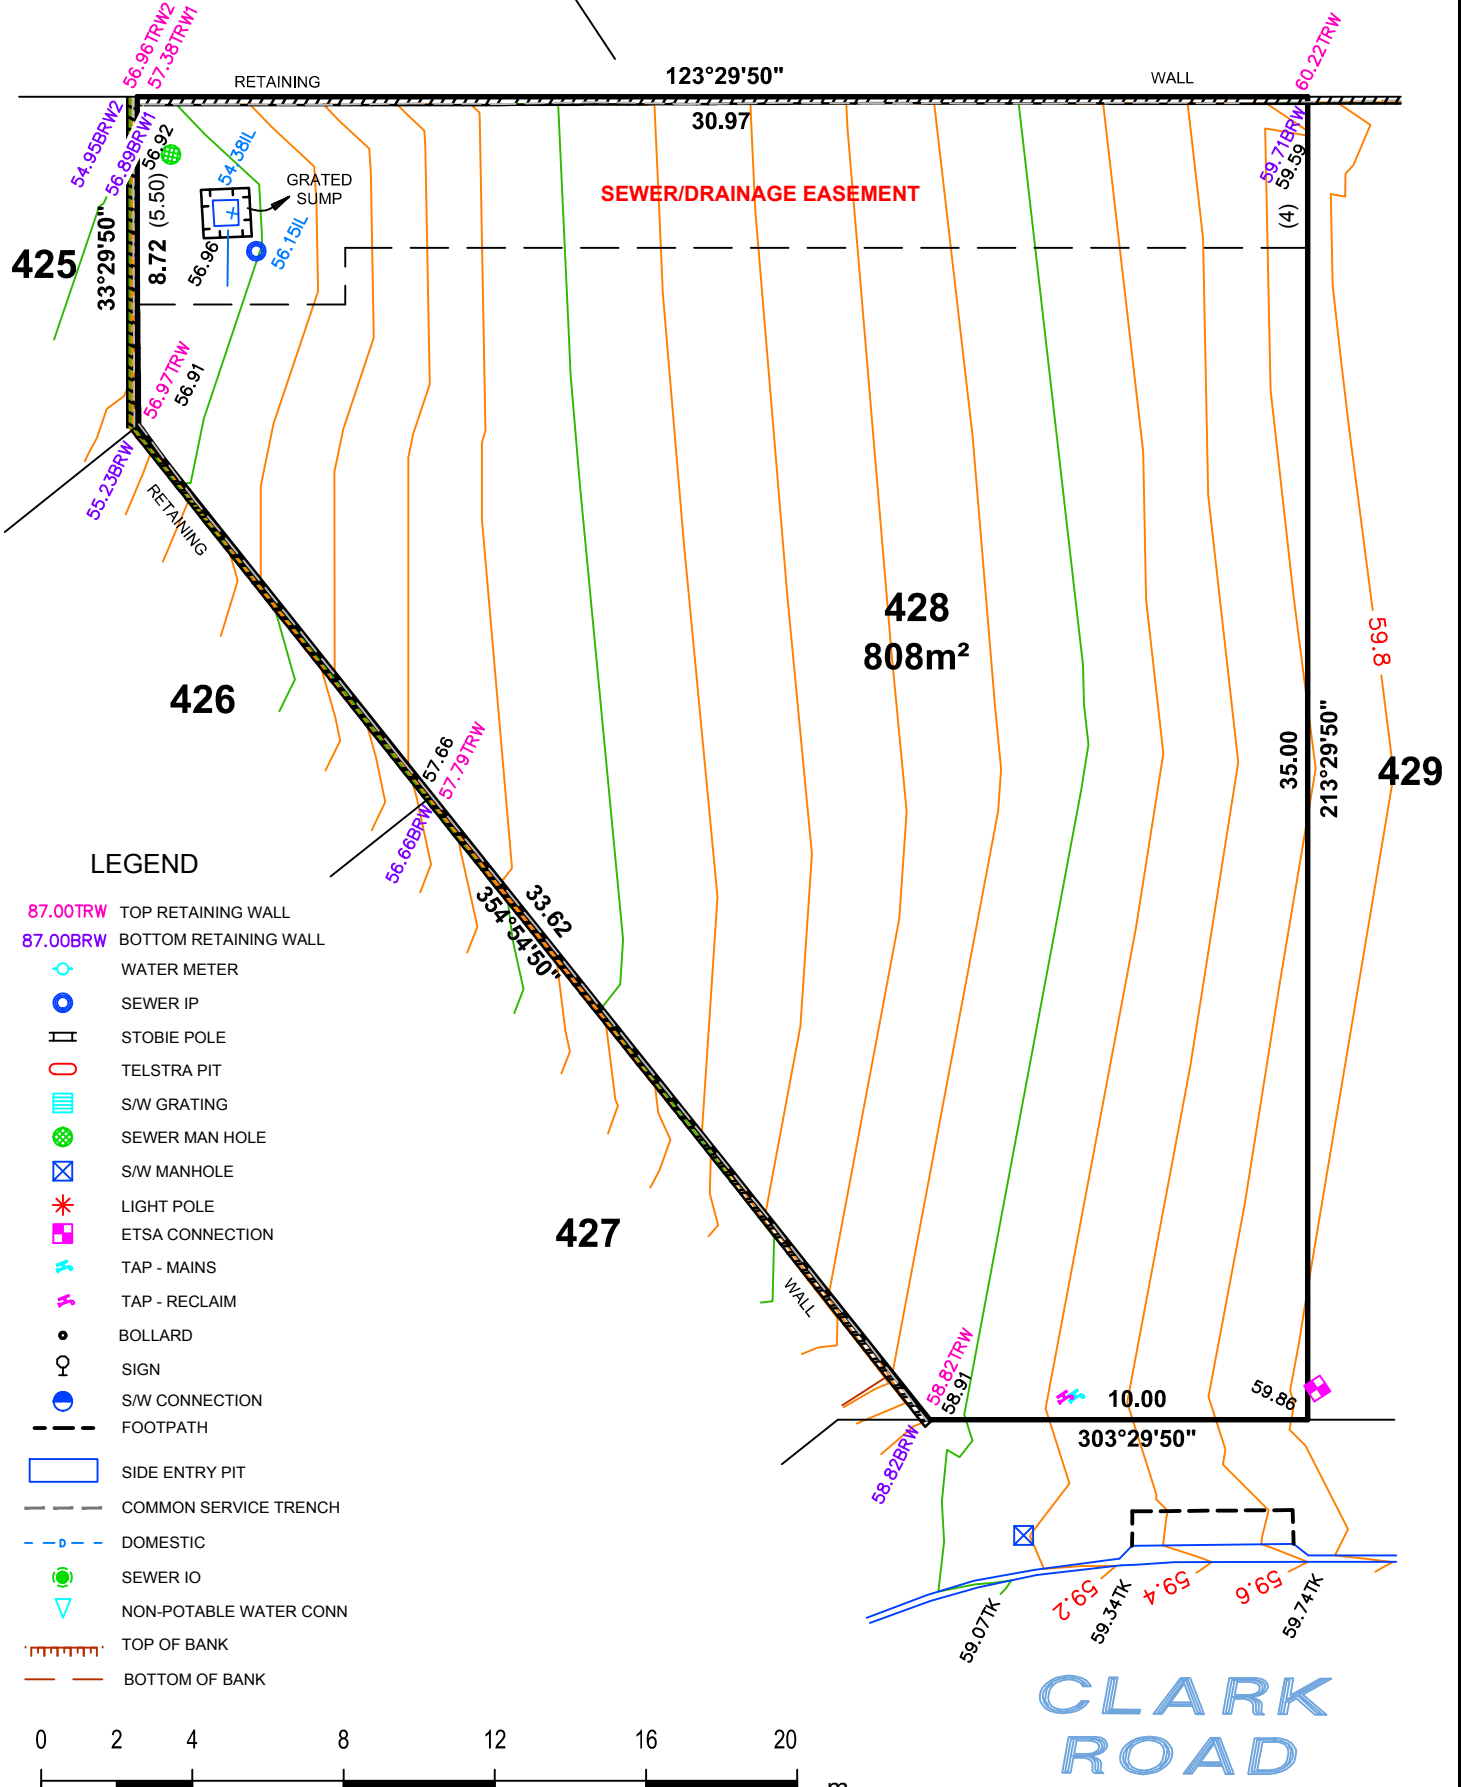 56.96TRW2
57.38TRW1
RETAINING
123°29'50"
WALL
60.22TRW
30.97
54.95BRW2
56.89BRW1
56.92
54.38IL
GRATED
SUMP
SEWER/DRAINAGE EASEMENT
59.71BRW
59.59
(4)
425
33°29'50"
8.72 (5.50)
56.96
56.15IL
56.97TRW
56.91
55.23BRW
RETAINING
428
808m²
59.8
426
35.00
213°29'50"
429
57.66
57.79TRW
56.66BRW
33.62
354°54'50"
427
WALL
58.82TRW
58.91
58.82BRW
10.00
303°29'50"
59.86
59.07TK
59.2
59.34TK
59.4
59.6
59.74TK
CLARK
ROAD
LEGEND
87.00TRW TOP RETAINING WALL
87.00BRW BOTTOM RETAINING WALL
WATER METER
SEWER IP
STOBIE POLE
TELSTRA PIT
S/W GRATING
SEWER MAN HOLE
S/W MANHOLE
LIGHT POLE
ETSA CONNECTION
TAP - MAINS
TAP - RECLAIM
BOLLARD
SIGN
S/W CONNECTION
FOOTPATH
SIDE ENTRY PIT
COMMON SERVICE TRENCH
D DOMESTIC
SEWER IO
NON-POTABLE WATER CONN
TOP OF BANK
BOTTOM OF BANK
0 2 4 8 12 16 20
m